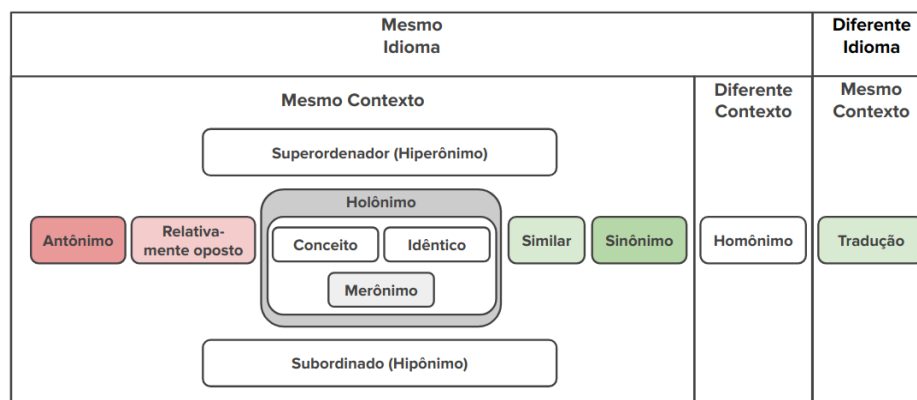 Mesmo
Idioma
Diferente
Idioma
Mesmo Contexto
Diferente
Contexto
Mesmo
Contexto
Superordenador (Hiperônimo)
Holônimo
Antônimo
Relativa-
mente oposto
Conceito
Idêntico
Similar
Sinônimo
Homônimo
Tradução
Merônimo
Subordinado (Hipônimo)